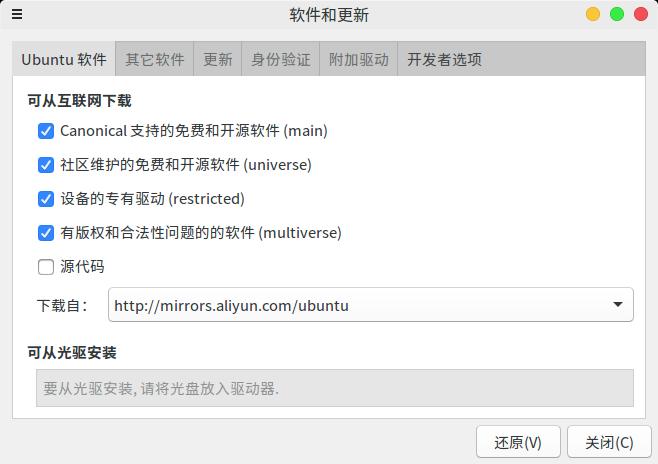 软件和更新
Ubuntu 软件 其它软件 更新 身份验证 附加驱动 开发者选项
可从互联网下载
Canonical 支持的免费和开源软件 (main)
社区维护的免费和开源软件 (universe)
设备的专有驱动 (restricted)
有版权和合法性问题的的软件 (multiverse)
源代码
下载自： http://mirrors.aliyun.com/ubuntu
可从光驱安装
要从光驱安装, 请将光盘放入驱动器.
还原(V) 关闭(C)